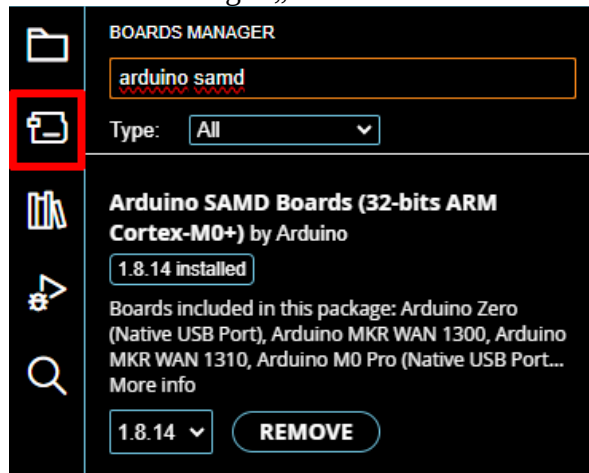 BOARDS MANAGER
arduino samd
Type: All
Arduino SAMD Boards (32-bits ARM
Cortex-M0+) by Arduino
1.8.14 installed
Boards included in this package: Arduino Zero
(Native USB Port), Arduino MKR WAN 1300, Arduino
MKR WAN 1310, Arduino M0 Pro (Native USB Port...
More info
1.8.14 REMOVE